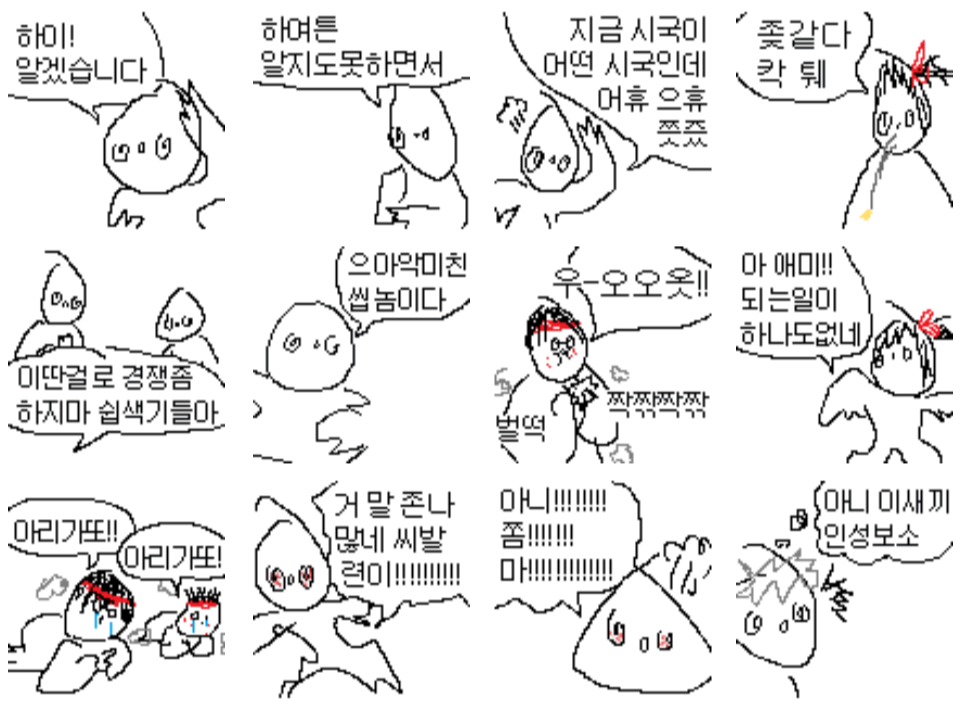 하이!
알겠습니다
하여튼
알지도못하면서
지금 시국이
어떤 시국인데
어휴 으휴
쯧쯧
좆같다
칵 퉤
이딴걸로 경쟁좀
하지마 쉽색기들아
으아악미친
씹놈이다
우-오오옷!!
짝짞짝짞
벌떡
아 애미!!
되는일이
하나도없네
아리가또!!
아리가또!
거 말 존나
많네 씨발
련이!!!!!!!!!!
아니!!!!!!!!
쫌!!!!!!!
마!!!!!!!!!!!!
아니 이새끼
인성보소